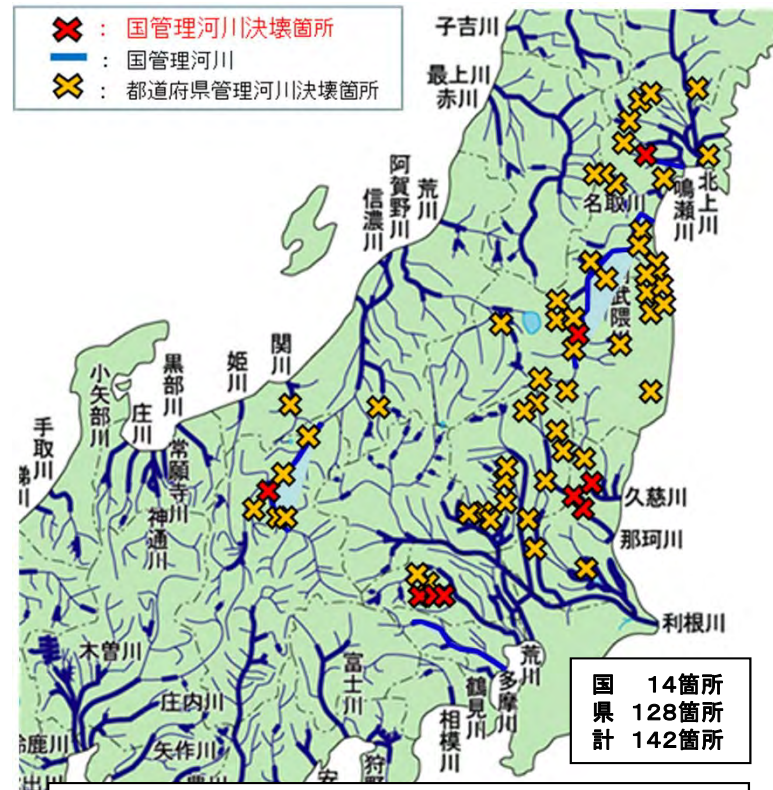 : 国管理河川決壊箇所
: 国管理河川
: 都道府県管理河川決壊箇所
子吉川
最上川
赤川
荒川
阿賀野川
信濃川
北上川
鳴瀬川
名取川
武隈川
関川
姫川
黒部川
常願寺川
神通川
庄川
小矢部川
手取川
久慈川
那珂川
利根川
荒川
多摩川
鶴見川
相模川
富士川
木曽川
庄内川
矢作川
鈴鹿川
国 14箇所
県 128箇所
計 142箇所